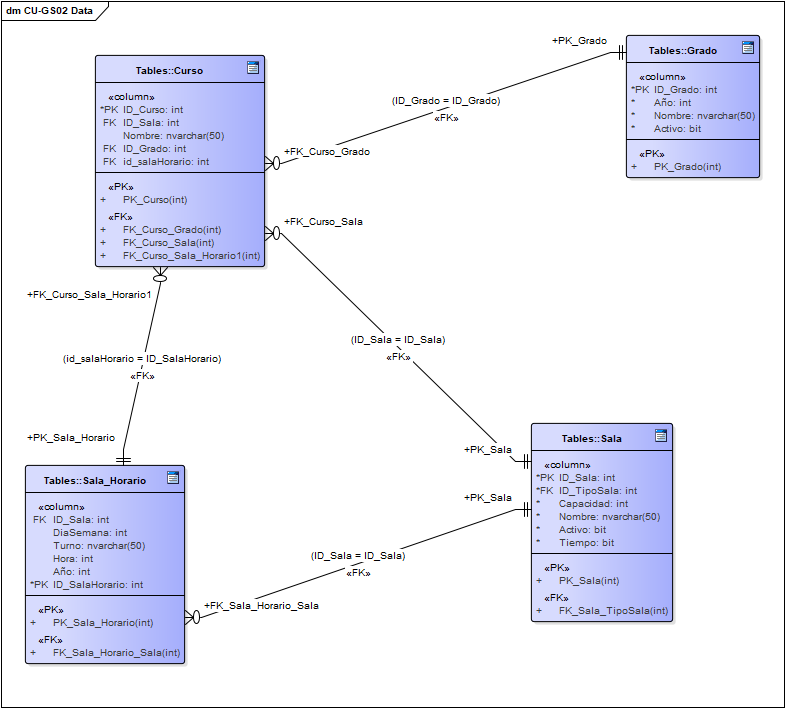 dm CU-GS02 Data
Tables::Curso
«column»
*PK ID_Curso: int
FK ID_Sala: int
Nombre: nvarchar(50)
FK ID_Grado: int
FK id_salaHorario: int
«PK»
+ PK_Curso(int)
«FK»
+ FK_Curso_Grado(int)
+ FK_Curso_Sala(int)
+ FK_Curso_Sala_Horario1(int)
+PK_Grado
(ID_Grado = ID_Grado)
«FK»
+FK_Curso_Grado
Tables::Grado
«column»
*PK ID_Grado: int
* Año: int
* Nombre: nvarchar(50)
* Activo: bit
«PK»
+ PK_Grado(int)
+FK_Curso_Sala
(ID_Sala = ID_Sala)
«FK»
+PK_Sala
+FK_Curso_Sala_Horario1
(id_salaHorario = ID_SalaHorario)
«FK»
+PK_Sala_Horario
Tables::Sala_Horario
«column»
FK ID_Sala: int
DiaSemana: int
Turno: nvarchar(50)
Hora: int
Año: int
*PK ID_SalaHorario: int
«PK»
+ PK_Sala_Horario(int)
«FK»
+ FK_Sala_Horario_Sala(int)
+PK_Sala
(ID_Sala = ID_Sala)
«FK»
+FK_Sala_Horario_Sala
Tables::Sala
«column»
*PK ID_Sala: int
*FK ID_TipoSala: int
* Capacidad: int
* Nombre: nvarchar(50)
* Activo: bit
* Tiempo: bit
«PK»
+ PK_Sala(int)
«FK»
+ FK_Sala_TipoSala(int)